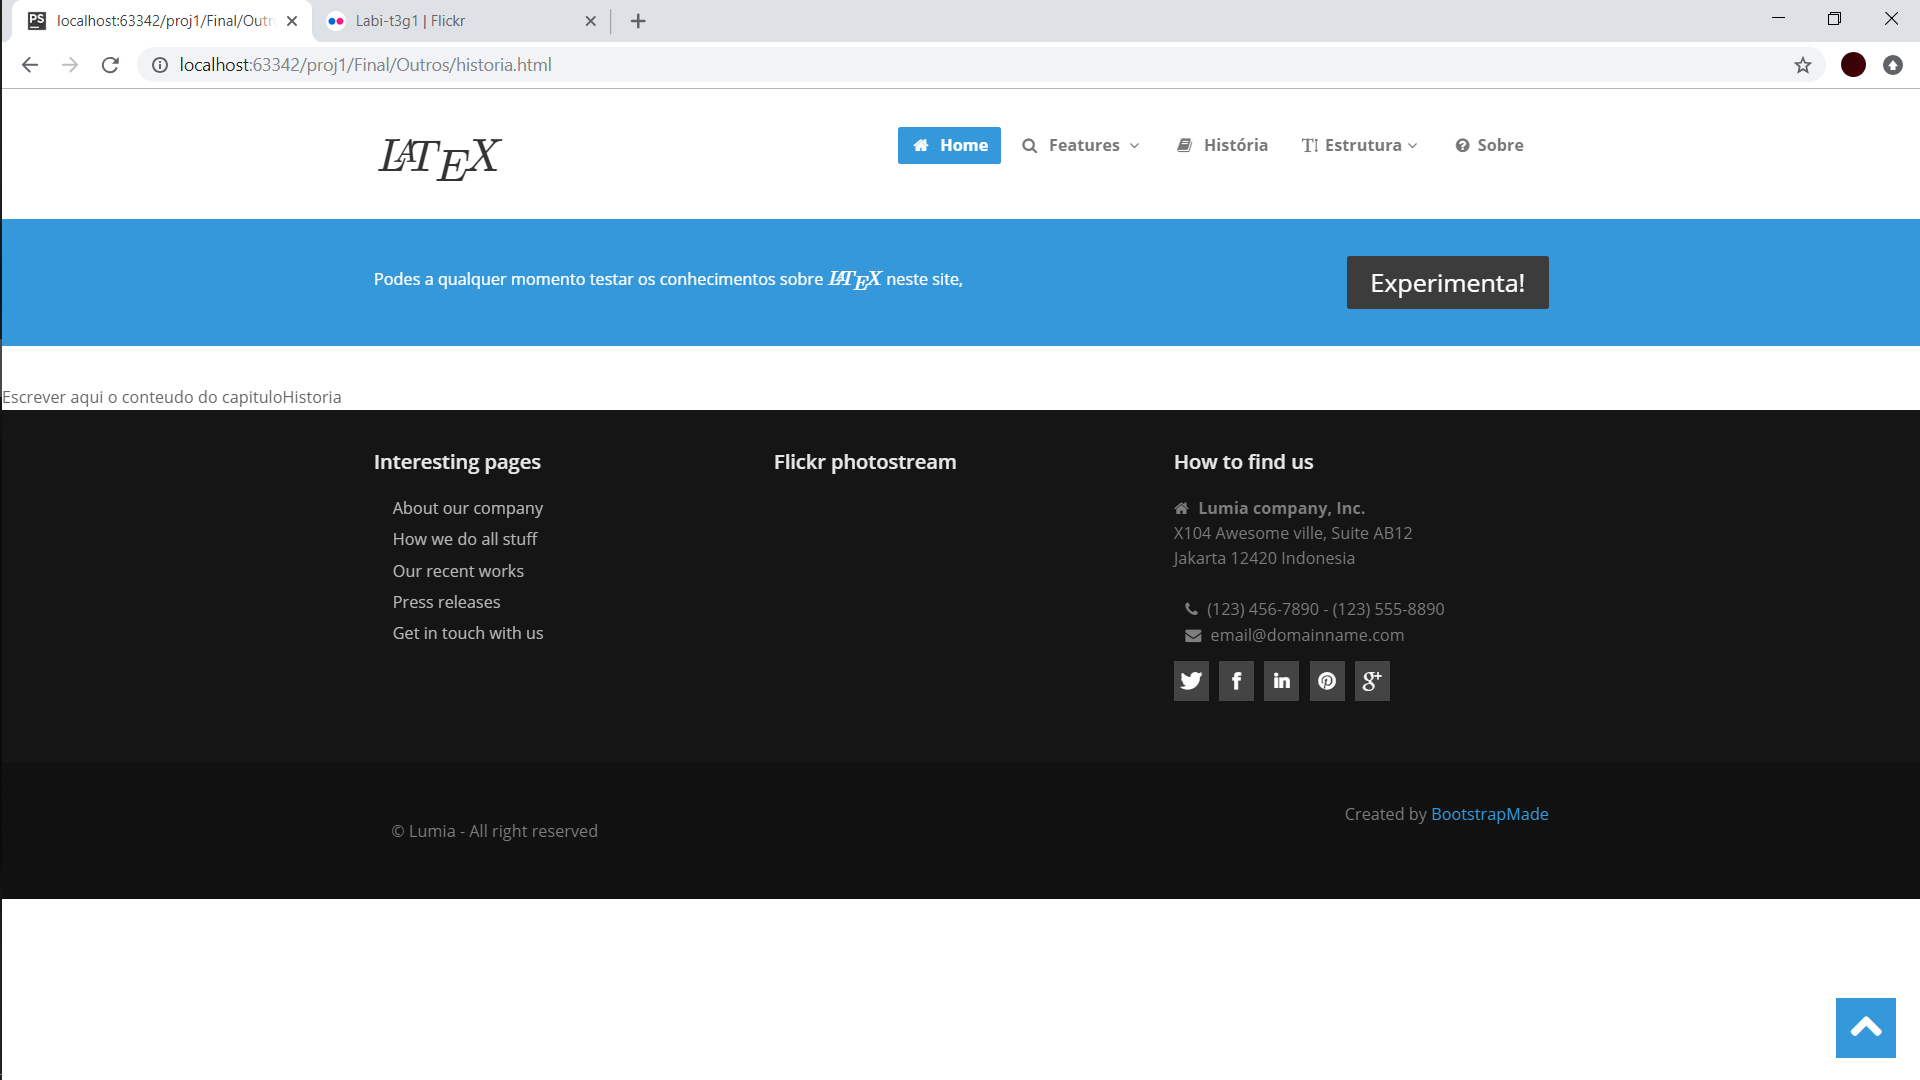 localhost:63342/proj1/Final/Outr
Labi-t3g1 | Flickr
localhost:63342/proj1/Final/Outros/historia.html
LATEX
Home
Features
História
Estrutura
Sobre
Podes a qualquer momento testar os conhecimentos sobre LATEX neste site,
Experimenta!
Escrever aqui o conteudo do capituloHistoria
Interesting pages
About our company
How we do all stuff
Our recent works
Press releases
Get in touch with us
Flickr photostream
How to find us
Lumia company, Inc.
X104 Awesome ville, Suite AB12
Jakarta 12420 Indonesia
(123) 456-7890 - (123) 555-8890
email@domainname.com
© Lumia - All right reserved
Created by BootstrapMade